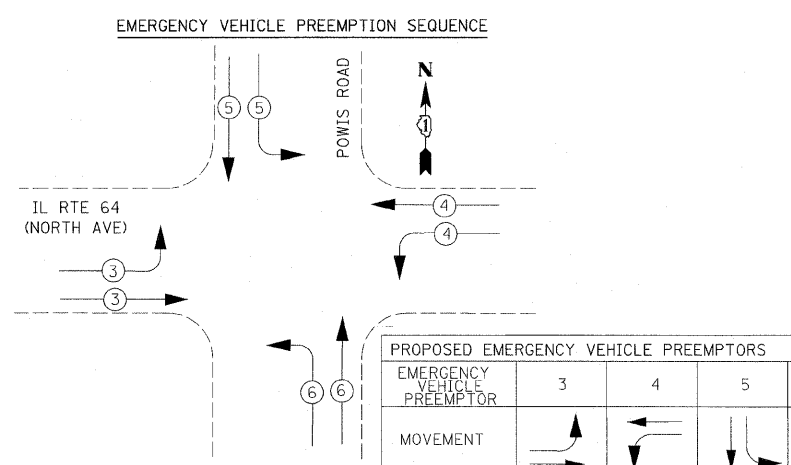 EMERGENCY VEHICLE PREEMPTION SEQUENCE
POWIS ROAD
N
1
5 5
IL RTE 64
(NORTH AVE)
4
4
3
3
6 6
PROPOSED EMERGENCY VEHICLE PREEMPTORS
EMERGENCY
VEHICLE
PREEMPTOR
3 4 5
MOVEMENT